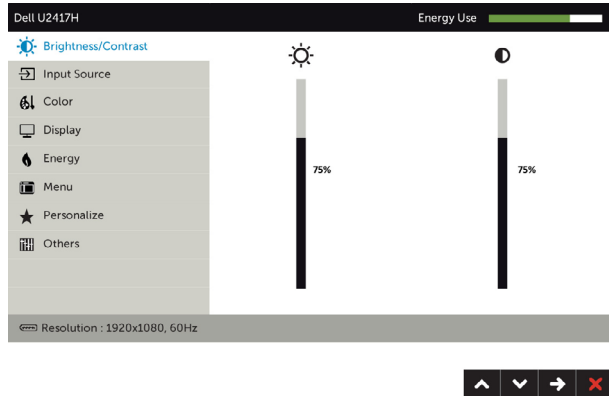 Dell U2417H
Energy Use
Brightness/Contrast
Input Source
Color
Display
Energy
Menu
Personalize
Others
75%
75%
Resolution : 1920x1080, 60Hz